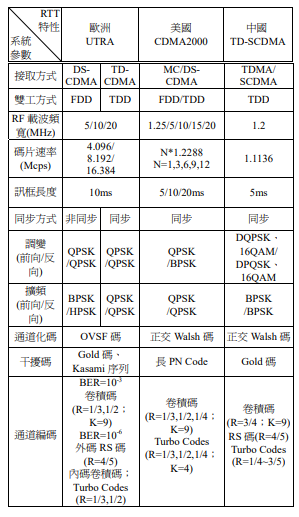 RTT
特性
系統
參數
歐洲
UTRA
美國
CDMA2000
中國
TD-SCDMA
接取方式
DS-
CDMA
TD-
CDMA
MC/DS-
CDMA
TDMA/
SCDMA
雙工方式
FDD
TDD
FDD/TDD
TDD
RF 載波頻
寬(MHz)
5/10/20
1.25/5/10/15/20
1.2
碼片速率
(Mcps)
4.096/
8.192/
16.384
N*1.2288
N=1,3,6,9,12
1.1136
訊框長度
10ms
5/10/20ms
5ms
同步方式
非同步
同步
同步
同步
調變
(前向/反
向)
QPSK
/QPSK
QPSK
/QPSK
QPSK
/BPSK
DQPSK、
16QAM/
DPQSK、
16QAM
擴頻
(前向/反
向)
BPSK
/HPSK
QPSK
/QPSK
QPSK
/QPSK
BPSK
/BPSK
通道化碼
OVSF 碼
正交 Walsh 碼
正交 Walsh 碼
干擾碼
Gold 碼、
Kasami 序列
長 PN Code
Gold 碼
通道編碼
BER=10-3
卷積碼
(R=1/3,1/2；
K=9)
BER=10-6
外碼 RS 碼
(R=4/5)
內碼卷積碼；
Turbo Codes
(R=1/3,1/2)
卷積碼
(R=1/3,1/2,1/4；
K=9)
Turbo Codes
(R=1/3,1/2,1/4；
K=4)
卷積碼
(R=3/4；K=9)
RS 碼(R=4/5)
Turbo Codes
(R=1/4~3/5)